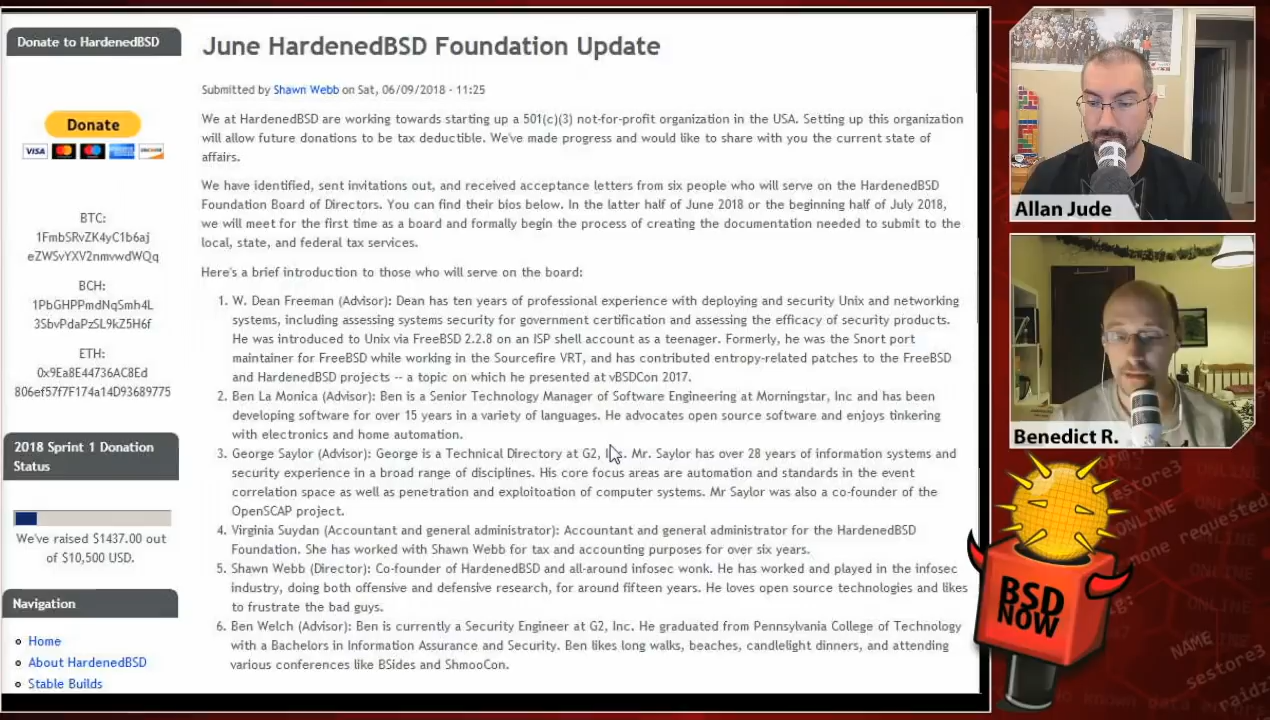 Donate to HardenedBSD
Donate
VISA
BTC:
1FmbSRvZK4yC1b6aj
eZWSvYXV2nmvwdWQq
BCH:
1PbGHPPmdNqSmh4L
3SbvPdaPzSL9kZ5H6f
ETH:
0x9Ea8E44736AC8Ed
806ef57f7F174a14D93689775
2018 Sprint 1 Donation
Status
We've raised $1437.00 out
of $10,500 USD.
Navigation
Home
About HardenedBSD
Stable Builds
June HardenedBSD Foundation Update
Submitted by Shawn Webb on Sat, 06/09/2018 - 11:25
We at HardenedBSD are working towards starting up a 501(c)(3) not-for-profit organization in the USA. Setting up this organization
will allow future donations to be tax deductible. We've made progress and would like to share with you the current state of
affairs.
We have identified, sent invitations out, and received acceptance letters from six people who will serve on the HardenedBSD
Foundation Board of Directors. You can find their bios below. In the latter half of June 2018 or the beginning half of July 2018,
we will meet for the first time as a board and formally begin the process of creating the documentation needed to submit to the
local, state, and federal tax services.
Here's a brief introduction to those who will serve on the board:
1. W. Dean Freeman (Advisor): Dean has ten years of professional experience with deploying and security Unix and networking
systems, including assessing systems security for government certification and assessing the efficacy of security products.
He was introduced to Unix via FreeBSD 2.2.8 on an ISP shell account as a teenager. Formerly, he was the Snort port
maintainer for FreeBSD while working in the Sourcefire VRT, and has contributed entropy-related patches to the FreeBSD
and HardenedBSD projects -- a topic on which he presented at vBSDCon 2017.
2. Ben La Monica (Advisor): Ben is a Senior Technology Manager of Software Engineering at Morningstar, Inc and has been
developing software for over 15 years in a variety of languages. He advocates open source software and enjoys tinkering
with electronics and home automation.
3. George Saylor (Advisor): George is a Technical Directory at G2, Mr. Saylor has over 28 years of information systems and
security experience in a broad range of disciplines. His core focus areas are automation and standards in the event
correlation space as well as penetration and exploitoation of computer systems. Mr Saylor was also a co-founder of the
OpenSCAP project.
4. Virginia Suydan (Accountant and general administrator): Accountant and general administrator for the HardenedBSD
Foundation. She has worked with Shawn Webb for tax and accounting purposes for over six years.
5. Shawn Webb (Director): Co-founder of HardenedBSD and all-around infosec wonk. He has worked and played in the infosec
industry, doing both offensive and defensive research, for around fifteen years. He loves open source technologies and likes
to frustrate the bad guys.
6. Ben Welch (Advisor): Ben is currently a Security Engineer at G2, Inc. He graduated from Pennsylvania College of Technology
with a Bachelors in Information Assurance and Security. Ben likes long walks, beaches, candlelight dinners, and attending
various conferences like BSides and ShmooCon.
Allan Jude
Benedict R.
BSD
NOW